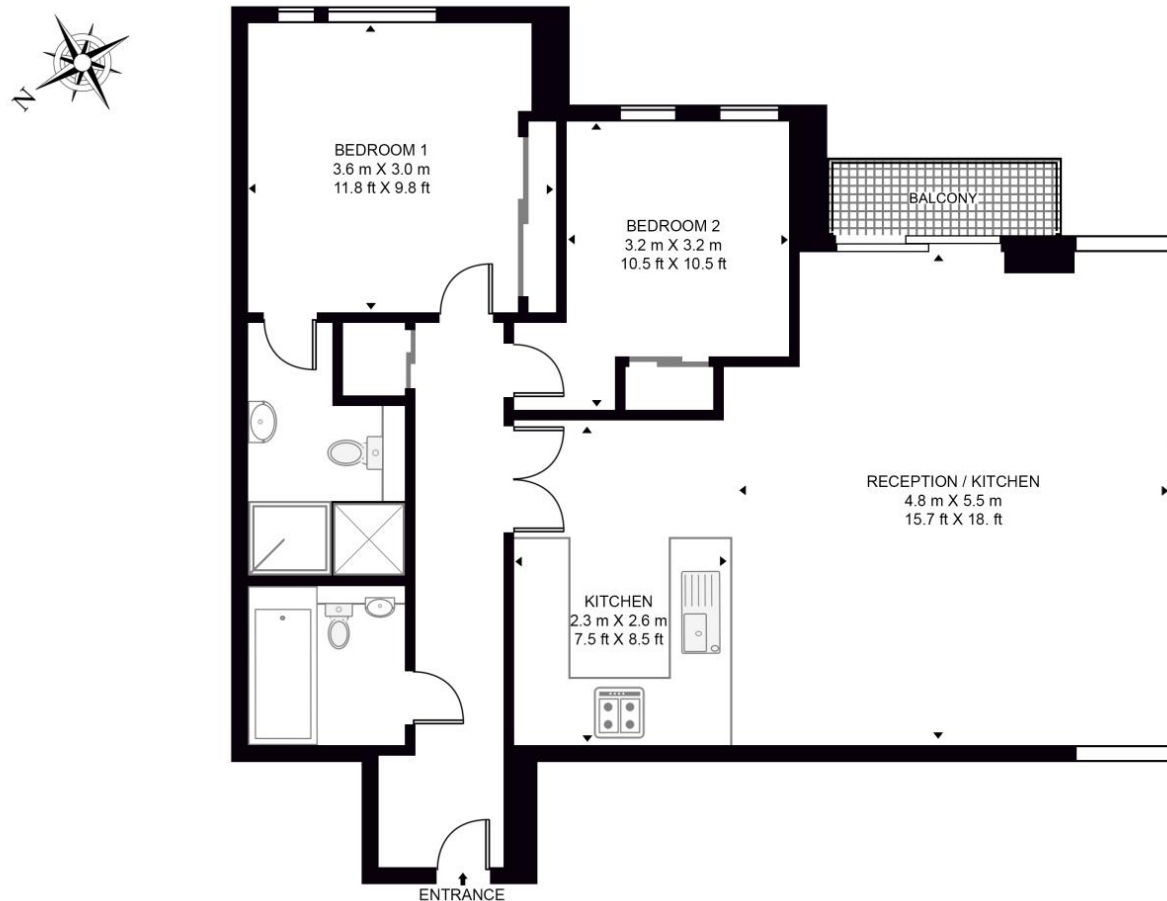 N
BEDROOM 1
3.6 m X 3.0 m
11.8 ft X 9.8 ft
BEDROOM 2
3.2 m X 3.2 m
10.5 ft X 10.5 ft
BALCONY
RECEPTION / KITCHEN
4.8 m X 5.5 m
15.7 ft X 18. ft
KITCHEN
2.3 m X 2.6 m
7.5 ft X 8.5 ft
ENTRANCE